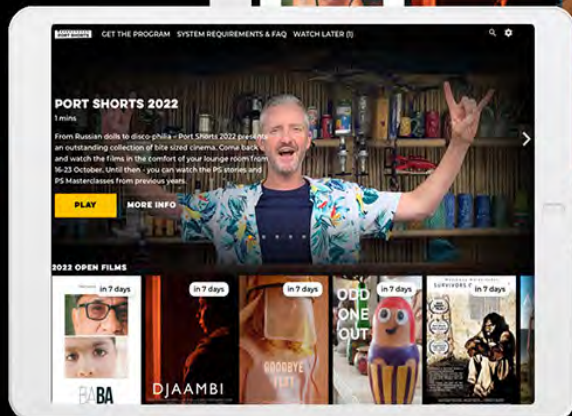 PORT SHORTS
GET THE PROGRAM SYSTEM REQUIREMENTS & FAQ WATCH LATER (1)
PORT SHORTS 2022
1 mins
From Russian dolls to disco-philia – Port Shorts 2022 presents
an outstanding collection of bite sized cinema. Come back
and watch the films in the comfort of your lounge room from
16-23 October. Until then - you can watch the PS stories and
PS Masterclasses from previous years.
PLAY MORE INFO
2022 OPEN FILMS
in 7 days
in 7 days
in 7 days
in 7 days
in 7 days
BABA
DJAAMBI
GOODBYE
ODD
ONE
OUT
SURVIVORS